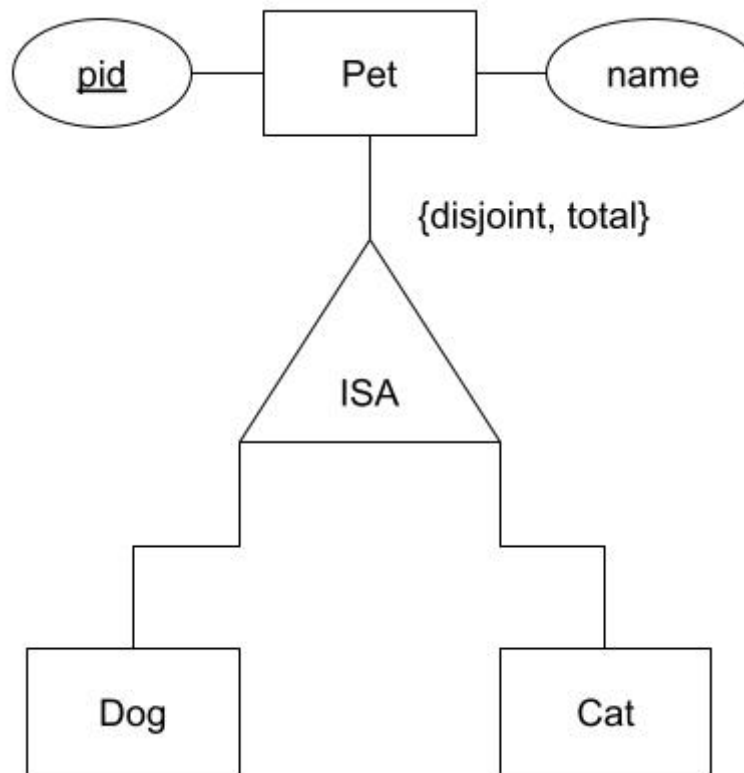 pid
Pet
name
{disjoint, total}
ISA
Dog
Cat